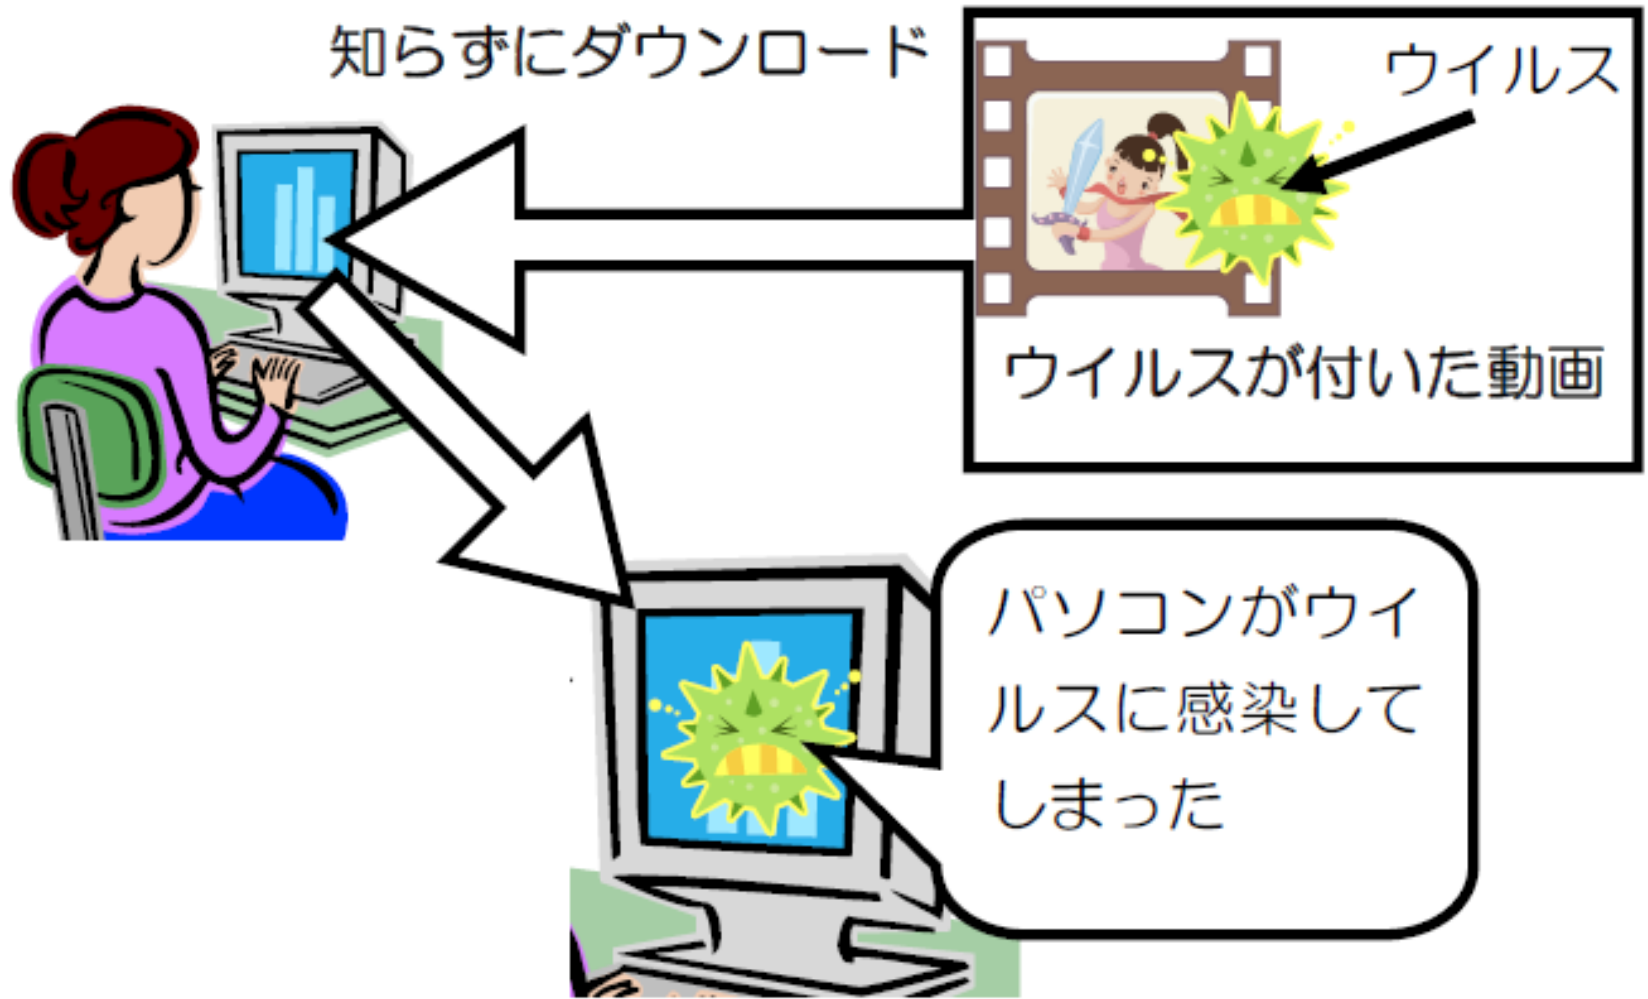 知らずにダウンロード
ウイルス
ウイルスが付いた動画
パソコンがウイ
ルスに感染して
しまった